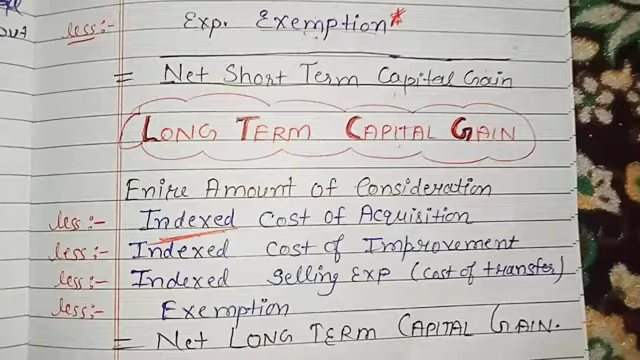 less:- Exp. Exemption*
= Net Short Term Capital Gain
LONG TERM CAPITAL GAIN
Enire Amount of Consideration
less:- Indexed Cost of Acquisition
less:- Indexed Cost of Improvement
less:- Indexed Selling Exp (Cost of transfer)
less:- Exemption
= Net LONG TERM CAPITAL GAIN.